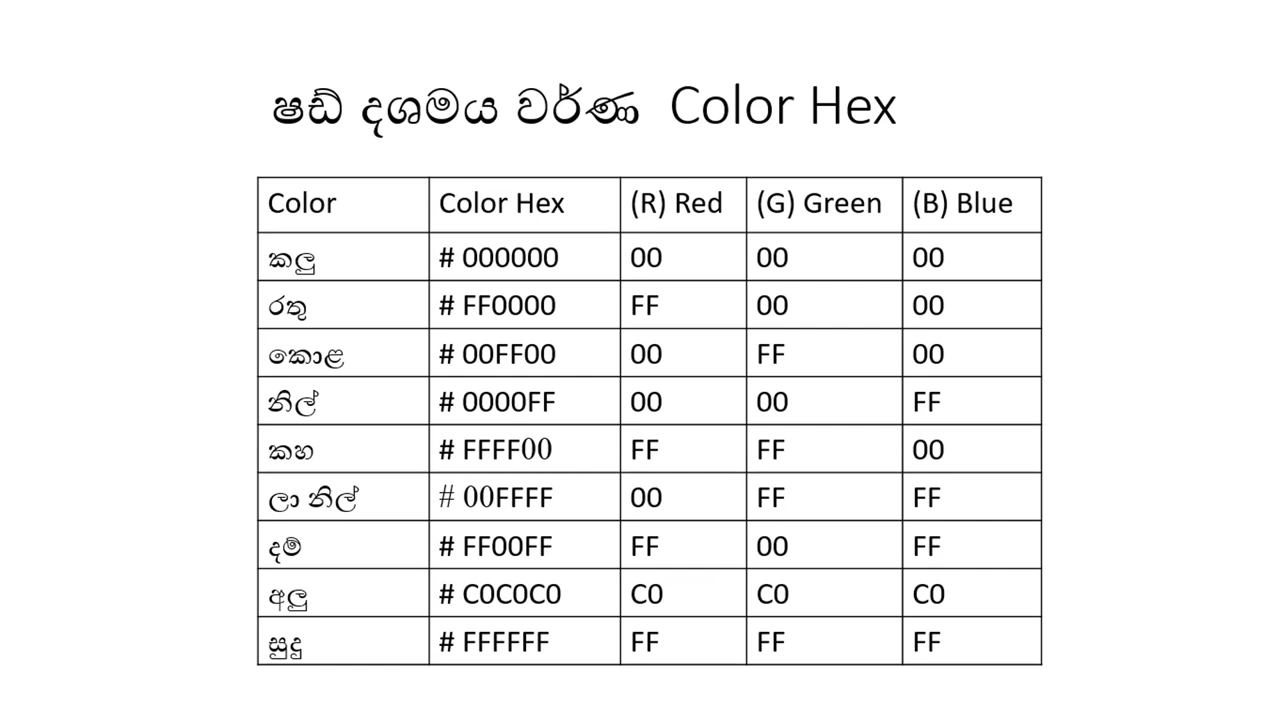 ෂඩ් දශමය වර්ණ Color Hex
Color Color Hex (R) Red (G) Green (B) Blue
කලු # 000000 00 00 00
රතු # FF0000 FF 00 00
කොළ # 00FF00 00 FF 00
නිල් # 0000FF 00 00 FF
කහ # FFFF00 FF FF 00
ලා නිල් # 00FFFF 00 FF FF
දම් # FF00FF FF 00 FF
අලු # C0C0C0 C0 C0 C0
සුදු # FFFFFF FF FF FF